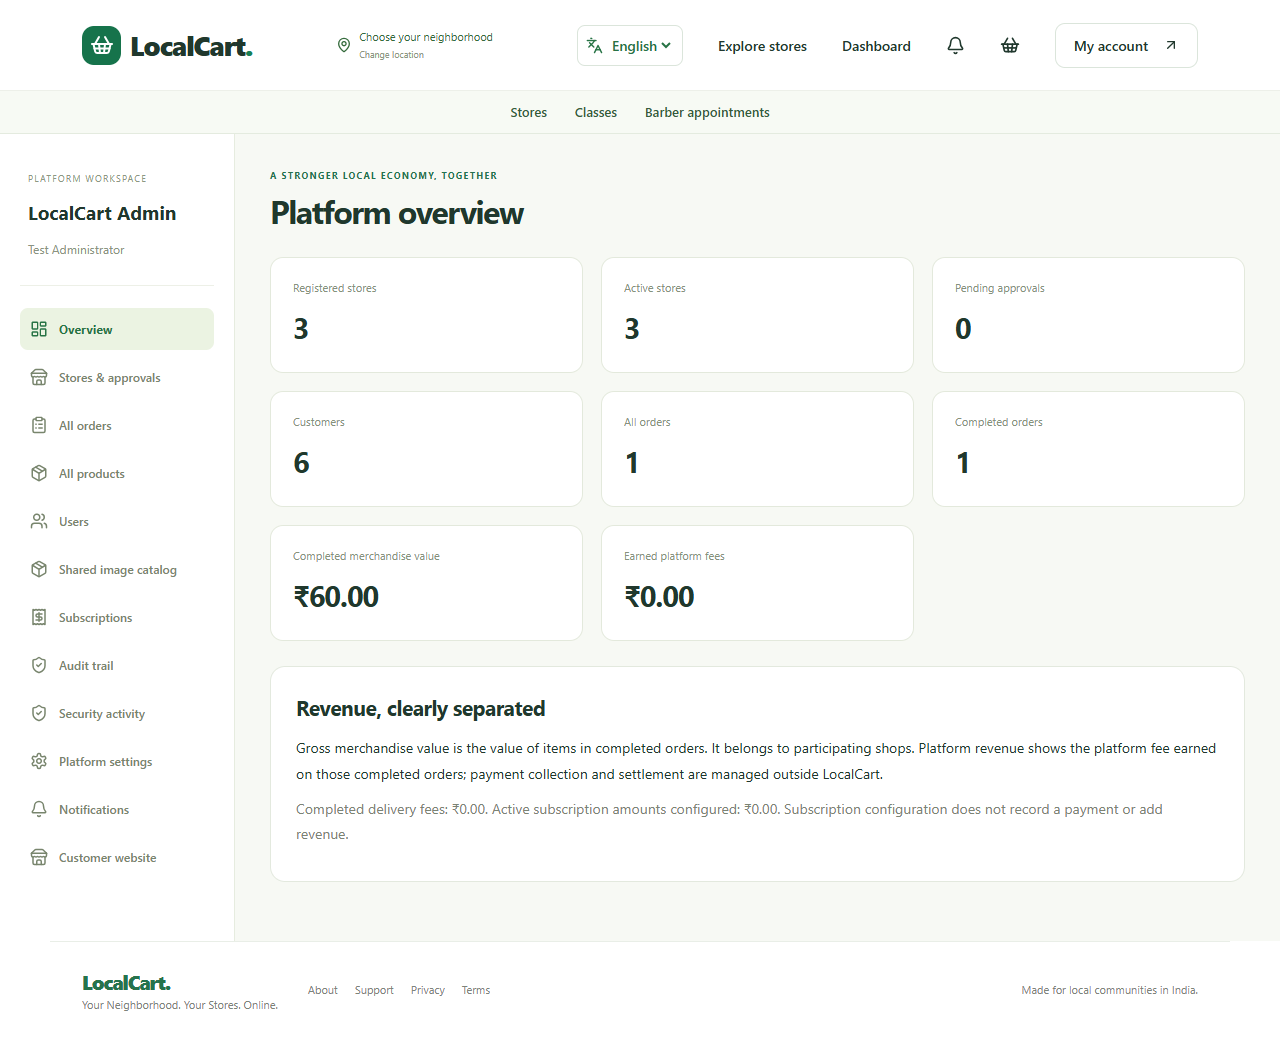 LocalCart.
Choose your neighborhood
Change location
English
Explore stores
Dashboard
My account
Stores
Classes
Barber appointments
PLATFORM WORKSPACE
LocalCart Admin
Test Administrator
Overview
Stores & approvals
All orders
All products
Users
Shared image catalog
Subscriptions
Audit trail
Security activity
Platform settings
Notifications
Customer website
A STRONGER LOCAL ECONOMY, TOGETHER
Platform overview
Registered stores
3
Active stores
3
Pending approvals
0
Customers
6
All orders
1
Completed orders
1
Completed merchandise value
₹60.00
Earned platform fees
₹0.00
Revenue, clearly separated
Gross merchandise value is the value of items in completed orders. It belongs to participating shops. Platform revenue shows the platform fee earned
on those completed orders; payment collection and settlement are managed outside LocalCart.
Completed delivery fees: ₹0.00. Active subscription amounts configured: ₹0.00. Subscription configuration does not record a payment or add
revenue.
LocalCart.
Your Neighborhood. Your Stores. Online.
About
Support
Privacy
Terms
Made for local communities in India.